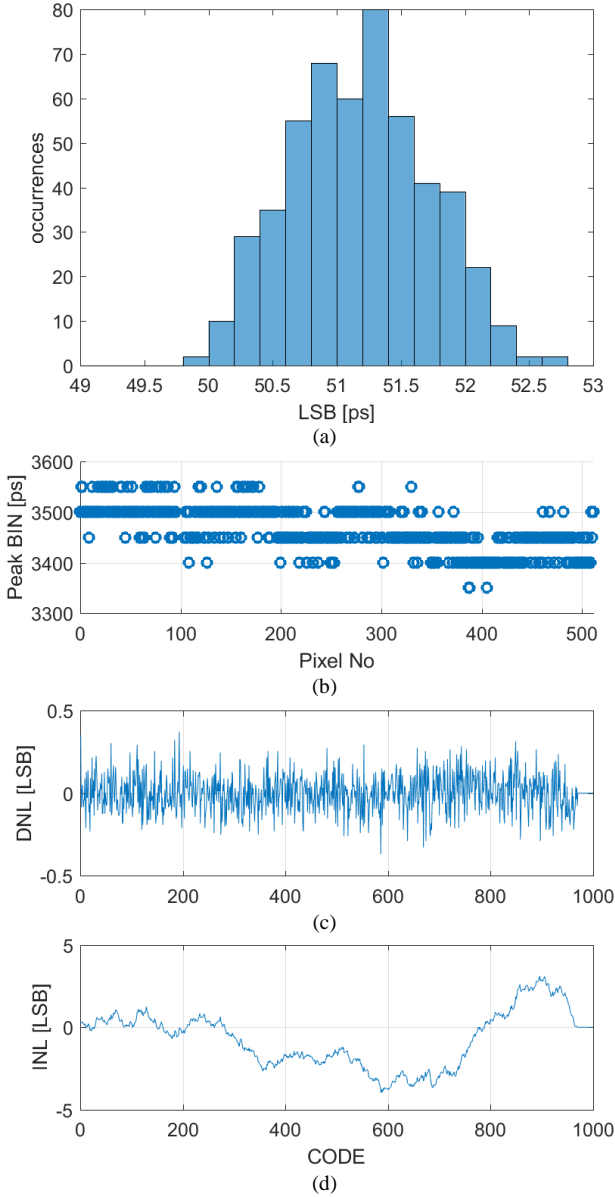 80
70
60
50
40
30
20
10
0
occurrences
49 49.5 50 50.5 51 51.5 52 52.5 53
LSB [ps]
(a)
3600
3500
3400
3300
Peak BIN [ps]
0 100 200 300 400 500
Pixel No
(b)
0.5
0
-0.5
DNL [LSB]
0 200 400 600 800 1000
(c)
5
0
-5
INL [LSB]
0 200 400 600 800 1000
CODE
(d)